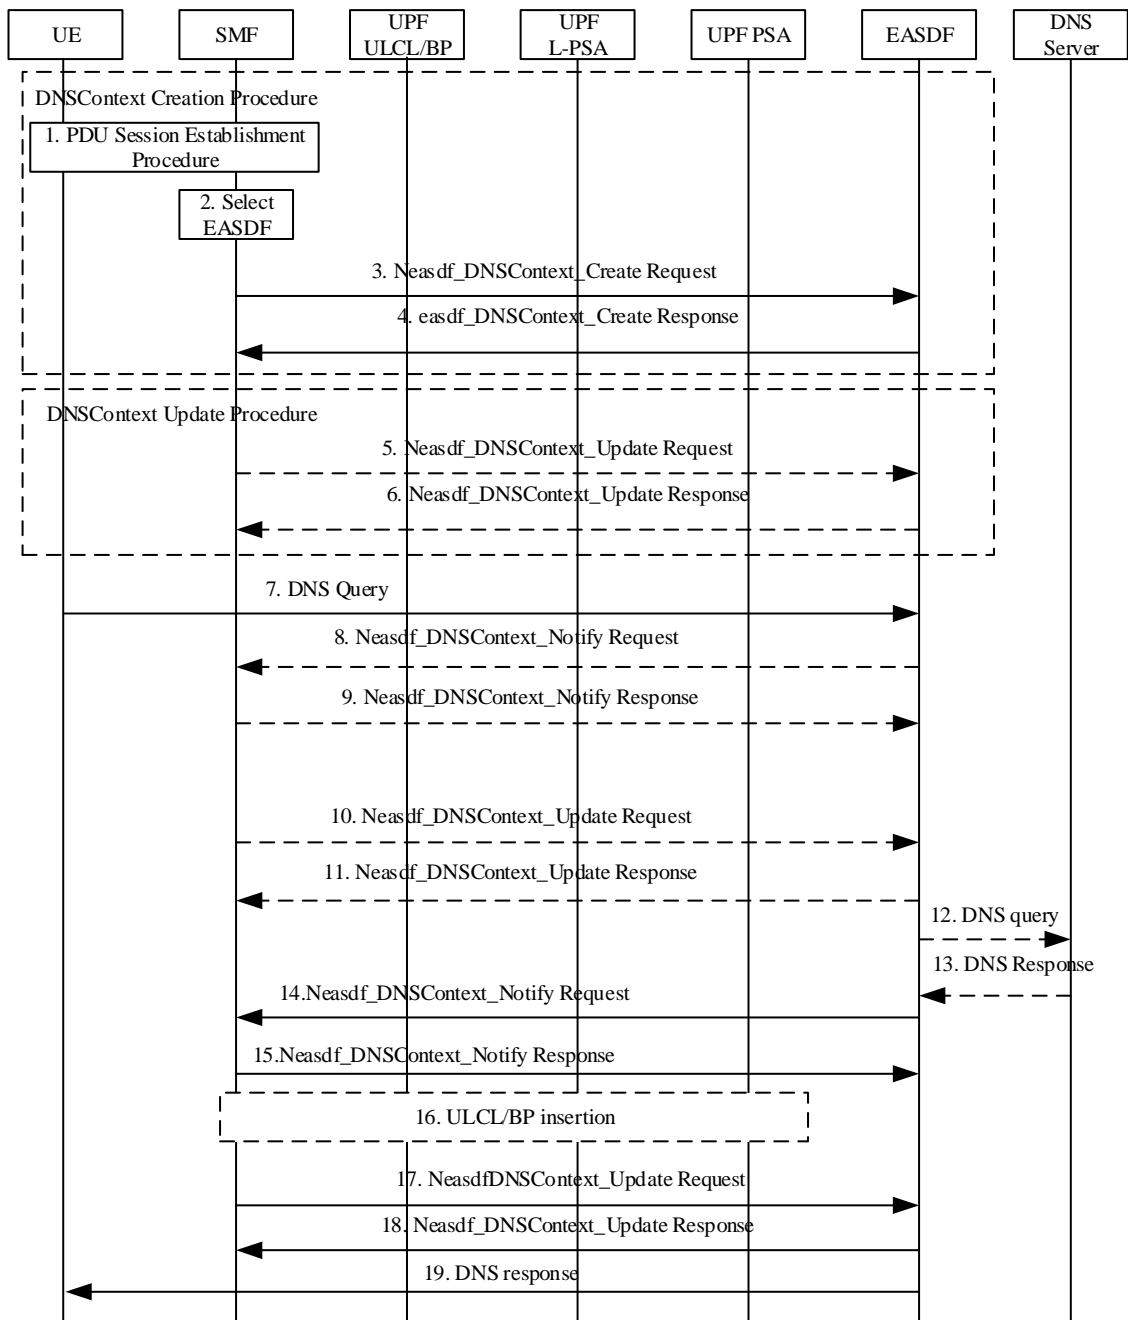 UE
SMF
UPF
ULCL/BP
UPF
L-PSA
UPF PSA
EASDF
DNS
Server
DNSContext Creation Procedure
1. PDU Session Establishment
Procedure
2. Select
EASDF
3. Neasdf_DNSContext_Create Request
4. easdf_DNSContext_Create Response
DNSContext Update Procedure
5. Neasdf_DNSContext_Update Request
6. Neasdf_DNSContext_Update Response
7. DNS Query
8. Neasdf_DNSContext_Notify Request
9. Neasdf_DNSContext_Notify Response
10. Neasdf_DNSContext_Update Request
11. Neasdf_DNSContext_Update Response
12. DNS query
13. DNS Response
14.Neasdf_DNSContext_Notify Request
15.Neasdf_DNSContext_Notify Response
16. ULCL/BP insertion
17. NeasdfDNSContext_Update Request
18. Neasdf_DNSContext_Update Response
19. DNS response